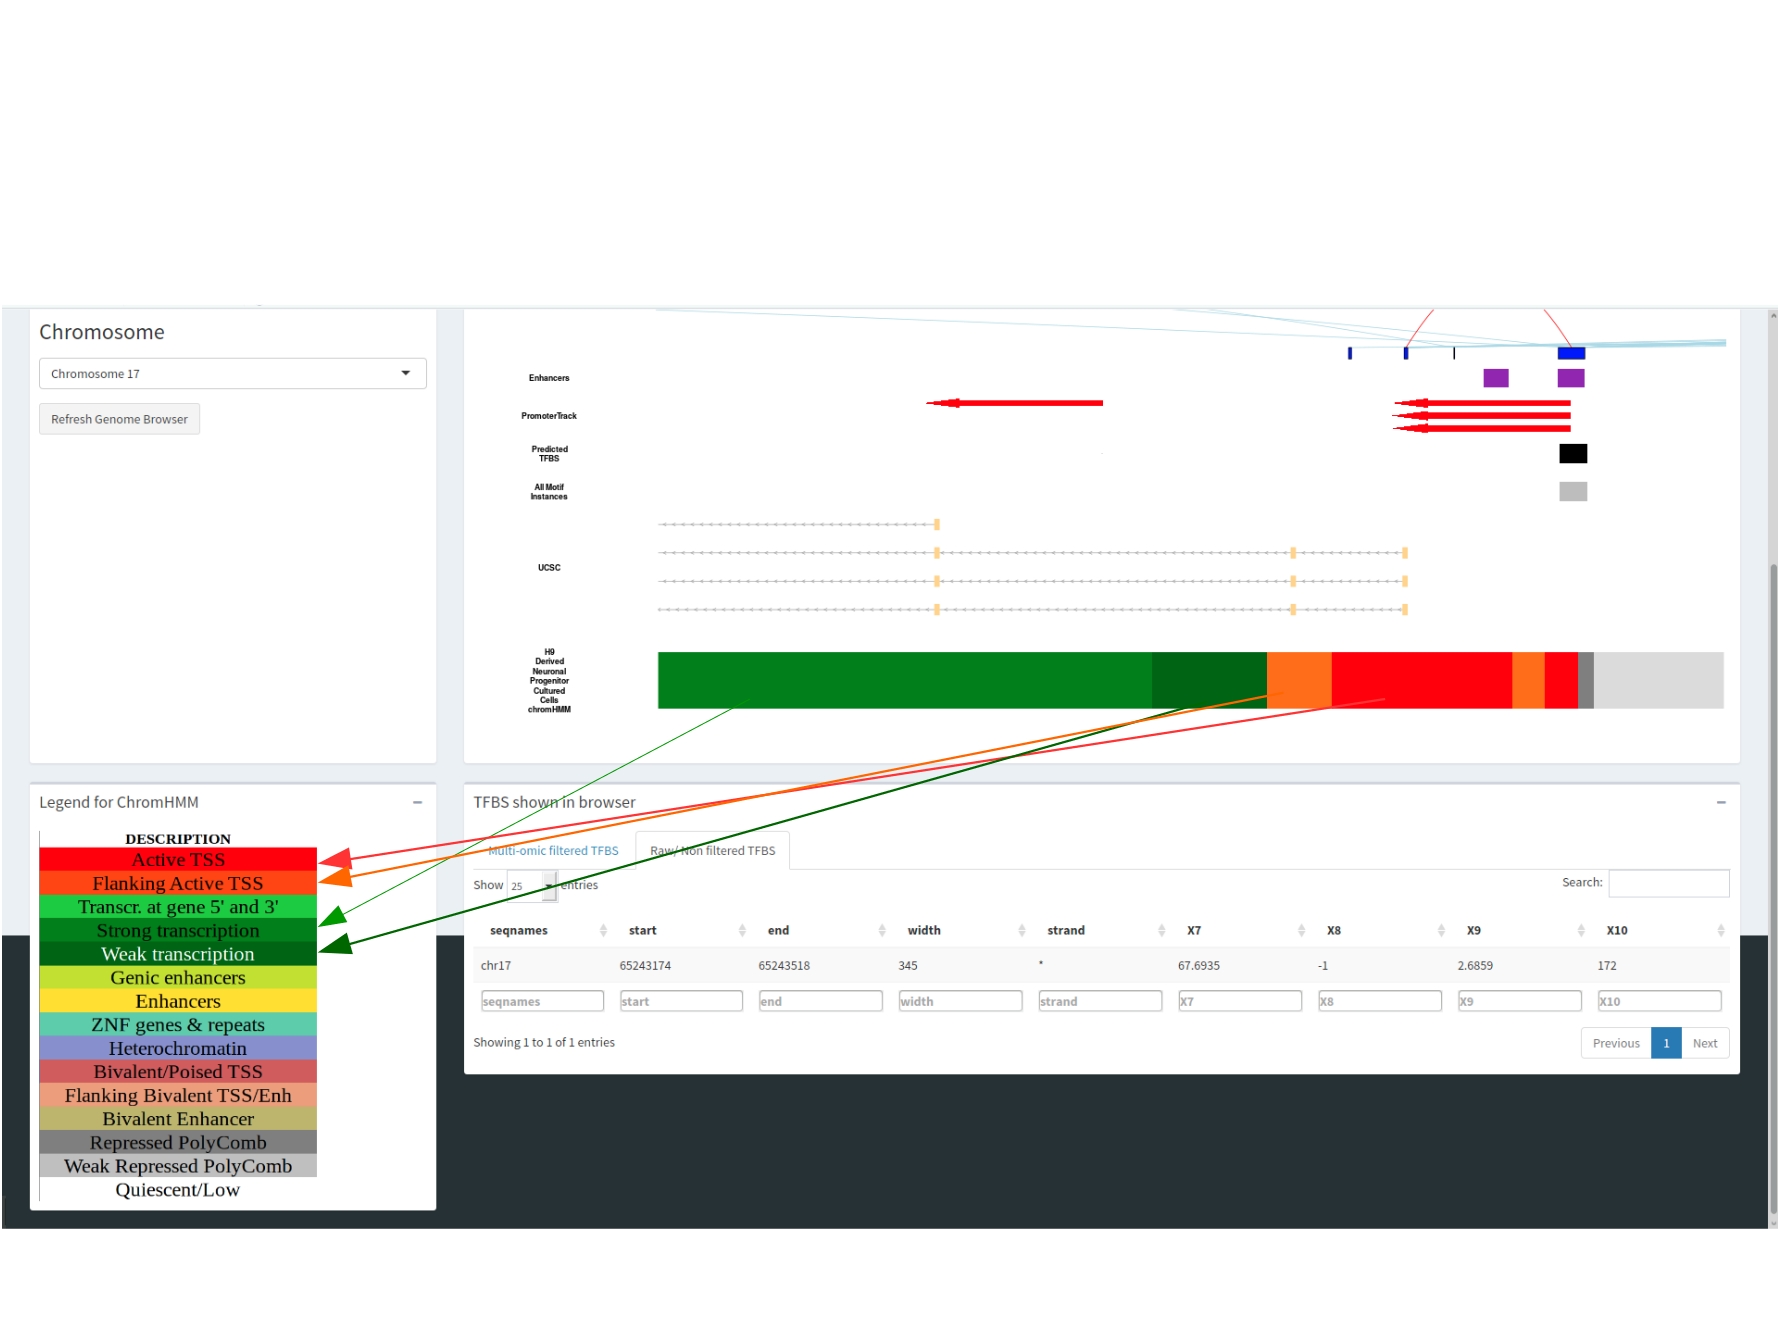 Chromosome
Chromosome 17
Refresh Genome Browser
Enhancers
PromoterTrack
Predicted
TFBS
All Motif
Instances
UCSC
H9
Derived
Neuronal
Progenitor
Cultured
Cells
chromHMM
Legend for ChromHMM
DESCRIPTION
Active TSS
Flanking Active TSS
Transcr. at gene 5' and 3'
Strong transcription
Weak transcription
Genic enhancers
Enhancers
ZNF genes & repeats
Heterochromatin
Bivalent/Poised TSS
Flanking Bivalent TSS/Enh
Bivalent Enhancer
Repressed PolyComb
Weak Repressed PolyComb
Quiescent/Low
TFBS shown in browser
Multi-omic filtered TFBS Raw/ Non filtered TFBS
Show 25 entries Search:
seqnames start end width strand X7 X8 X9 X10
chr17 65243174 65243518 345 * 67.6935 -1 2.6859 172
seqnames start end width strand X7 X8 X9 X10
Showing 1 to 1 of 1 entries Previous 1 Next